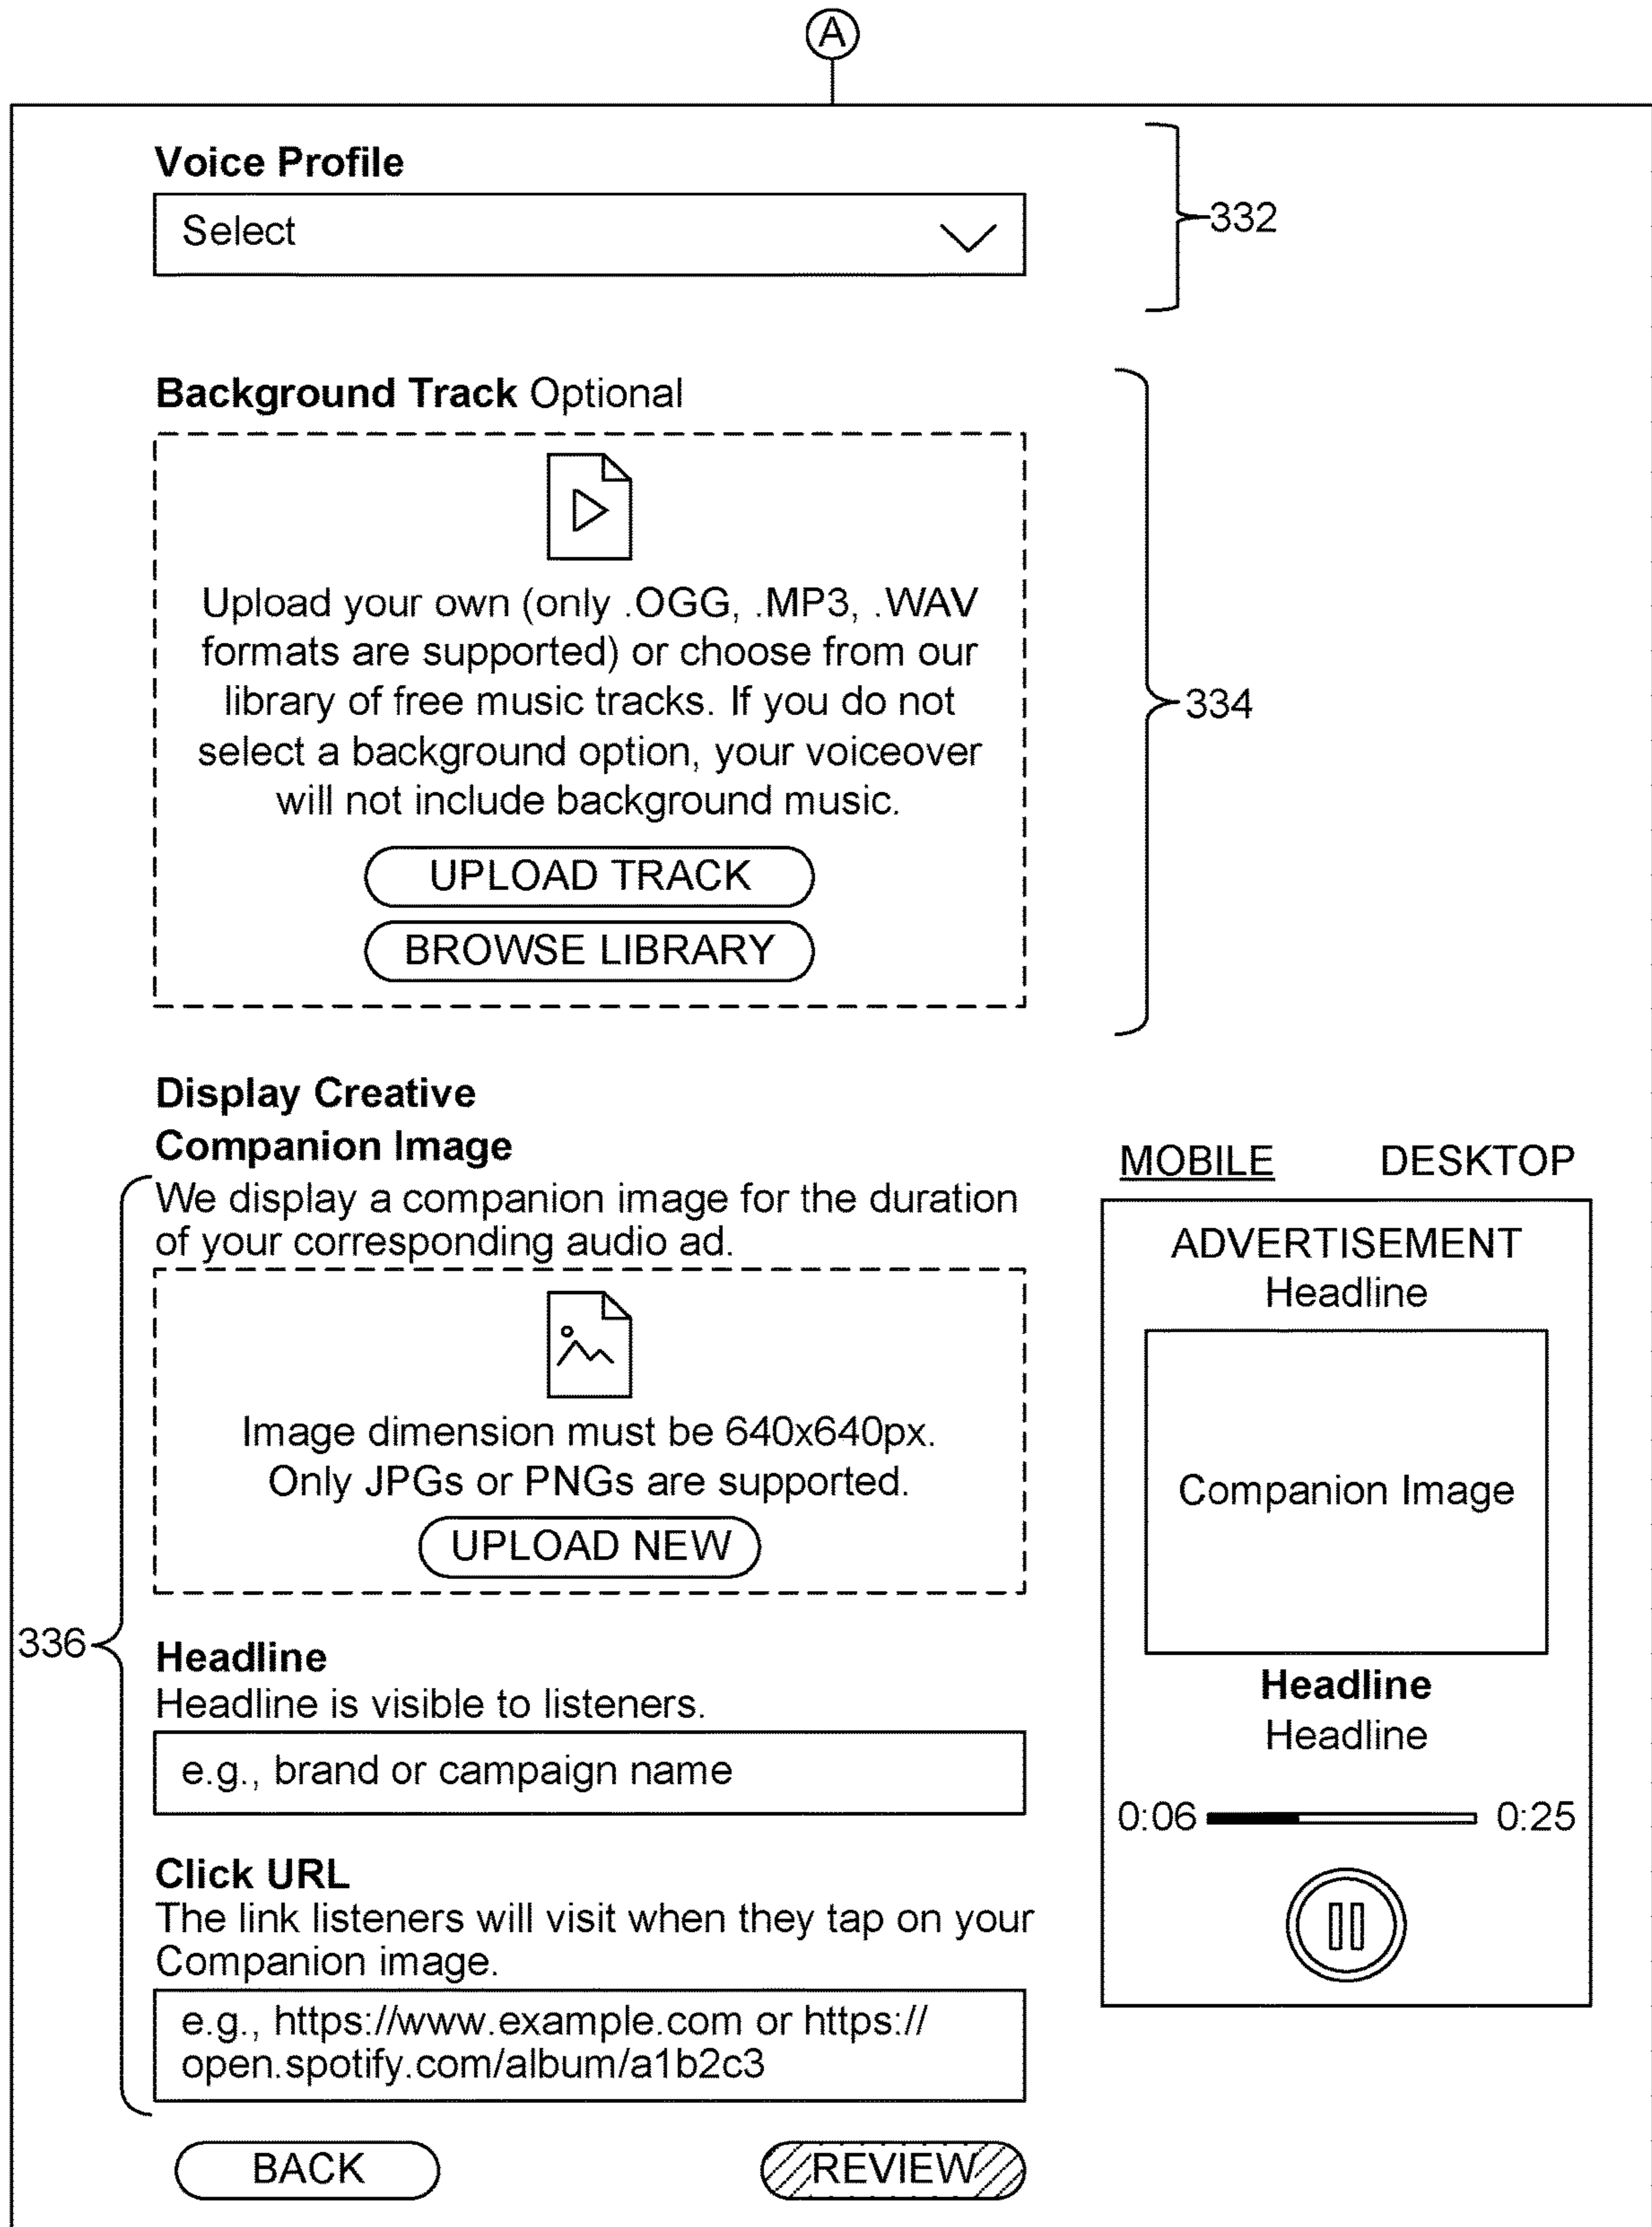 A
Voice Profile
Select
332
Background Track Optional
Upload your own (only .OGG, .MP3, .WAV
formats are supported) or choose from our
library of free music tracks. If you do not
select a background option, your voiceover
will not include background music.
UPLOAD TRACK
BROWSE LIBRARY
334
Display Creative
Companion Image
We display a companion image for the duration
of your corresponding audio ad.
Image dimension must be 640x640px.
Only JPGs or PNGs are supported.
UPLOAD NEW
336
Headline
Headline is visible to listeners.
e.g., brand or campaign name
Click URL
The link listeners will visit when they tap on your
Companion image.
e.g., https://www.example.com or https://
open.spotify.com/album/a1b2c3
BACK
REVIEW
MOBILE DESKTOP
ADVERTISEMENT
Headline
Companion Image
Headline
Headline
0:06 0:25